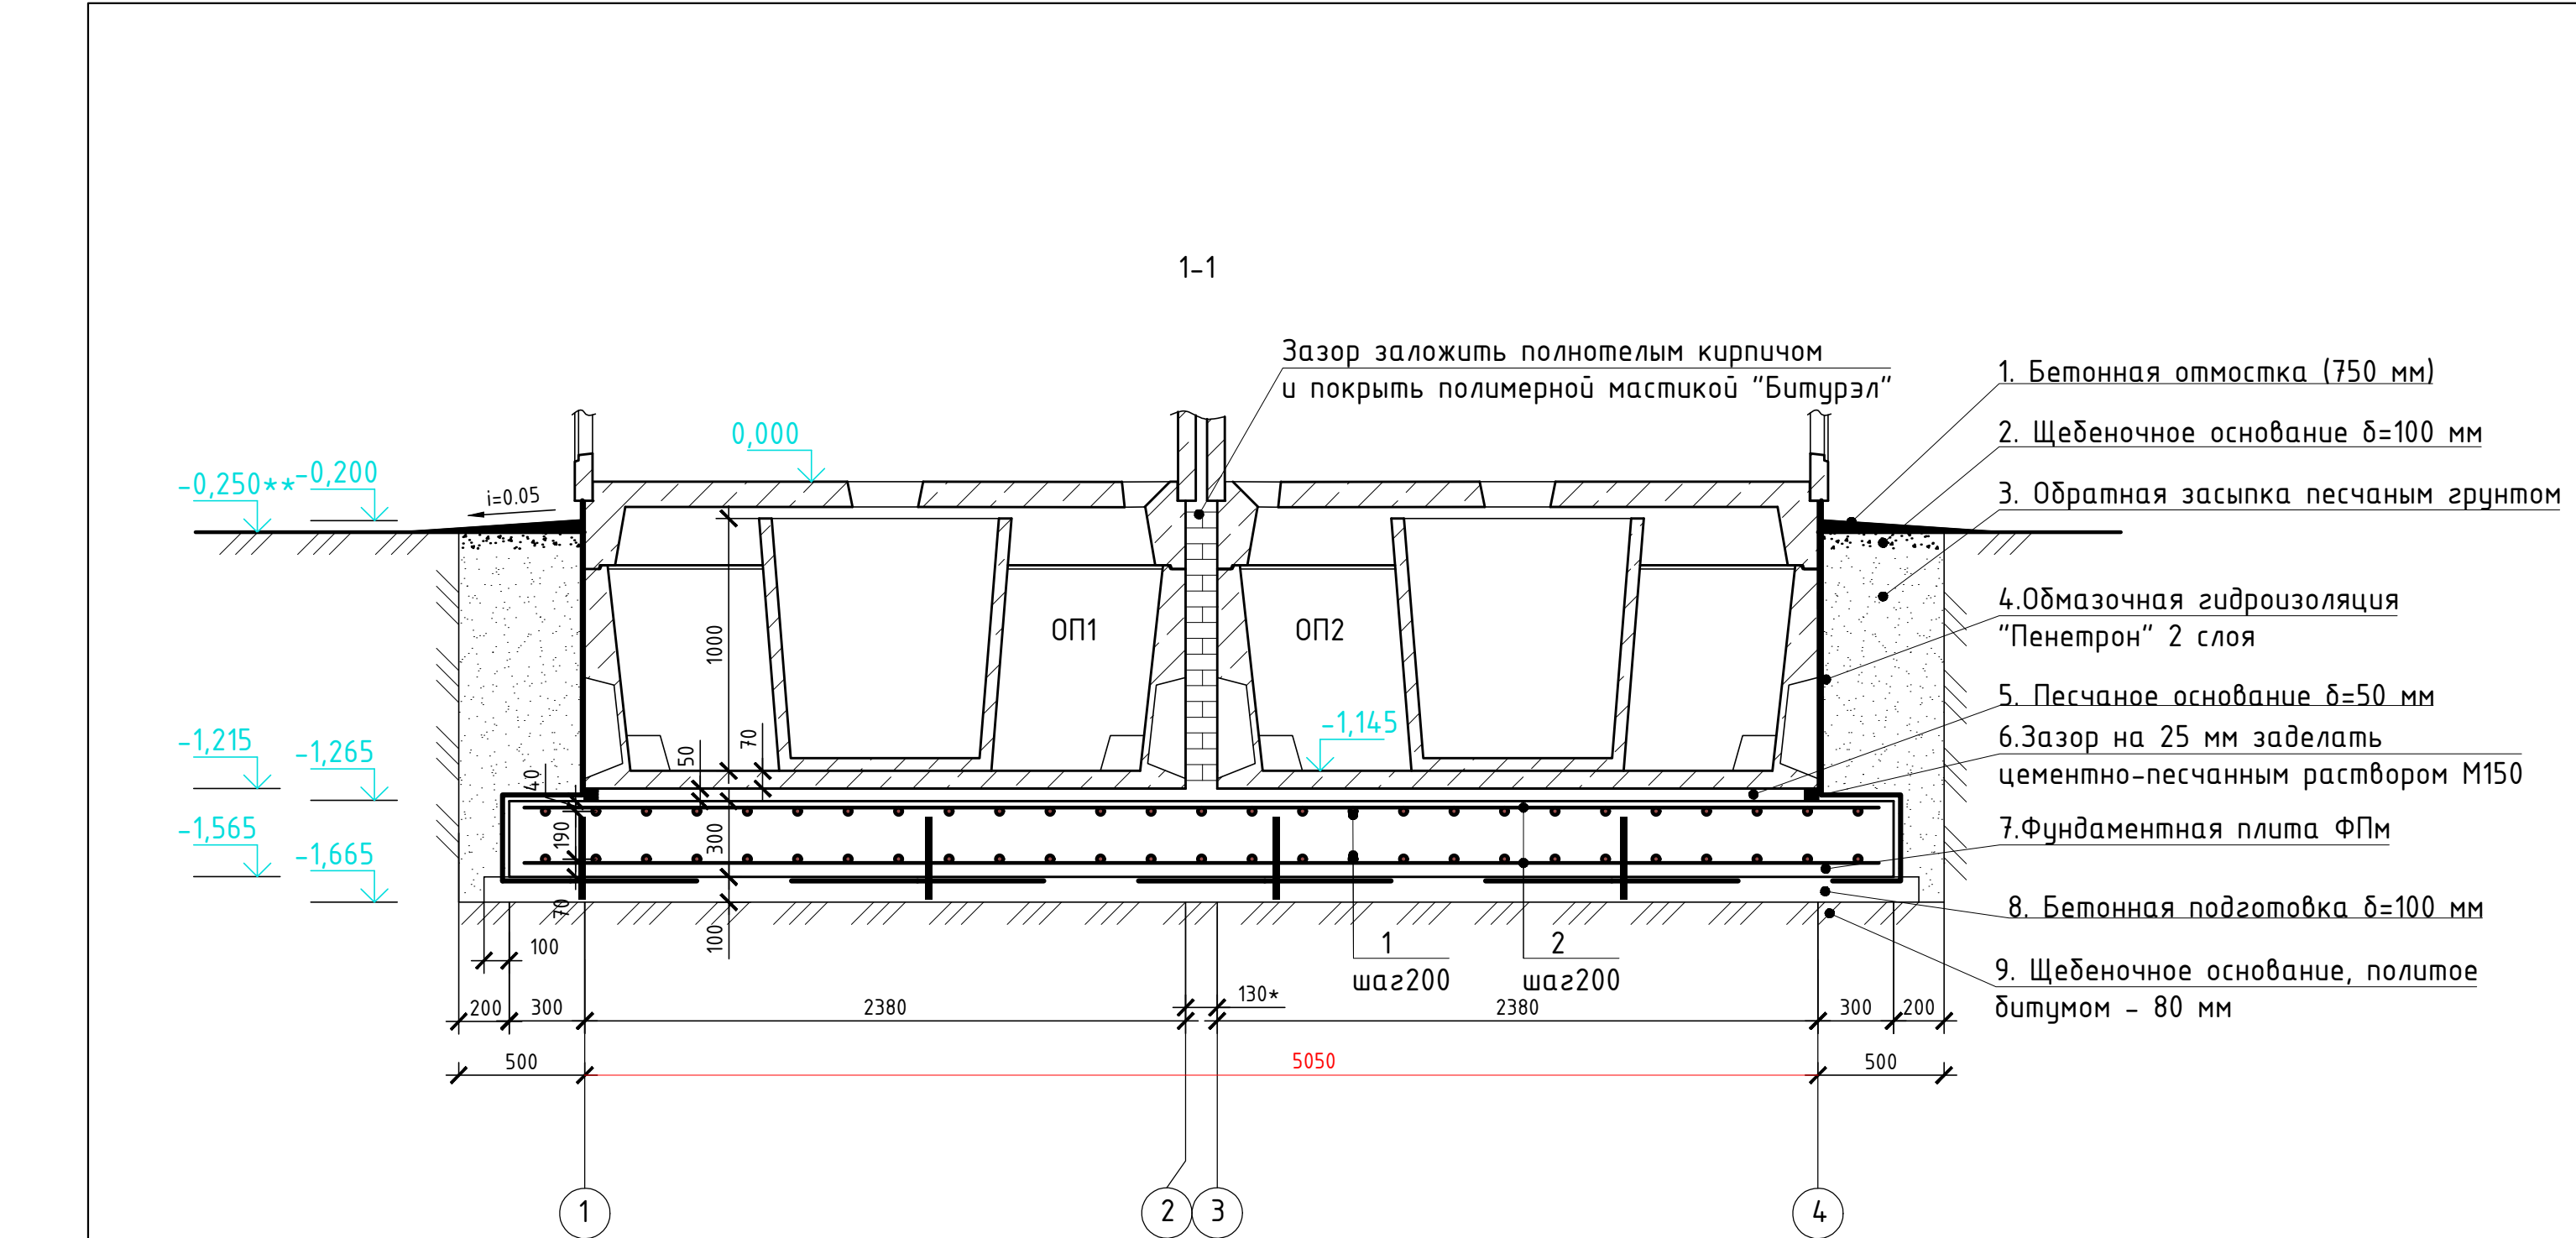 1-1
Зазор заложить полнотелым кирпичом
и покрыть полимерной мастикой "Битурэл"
1. Бетонная отмостка (750 мм)
2. Щебеночное основание δ=100 мм
3. Обратная засыпка песчаным грунтом
4.Обмазочная гидроизоляция
"Пенетрон" 2 слоя
5. Песчаное основание δ=50 мм
6.Зазор на 25 мм заделать
цементно-песчанным раствором М150
7.Фундаментная плита ФПм
8. Бетонная подготовка δ=100 мм
9. Щебеночное основание, политое
битумом - 80 мм
0,000
-0,250**
-0,200
i=0.05
ОП1
ОП2
1000
-1,145
-1,215
-1,265
50
70
40
-1,565
-1,665
190
300
70
100
100
1
шаг200
2
шаг200
200
300
2380
130*
2380
300
200
500
5050
500
1
2
3
4